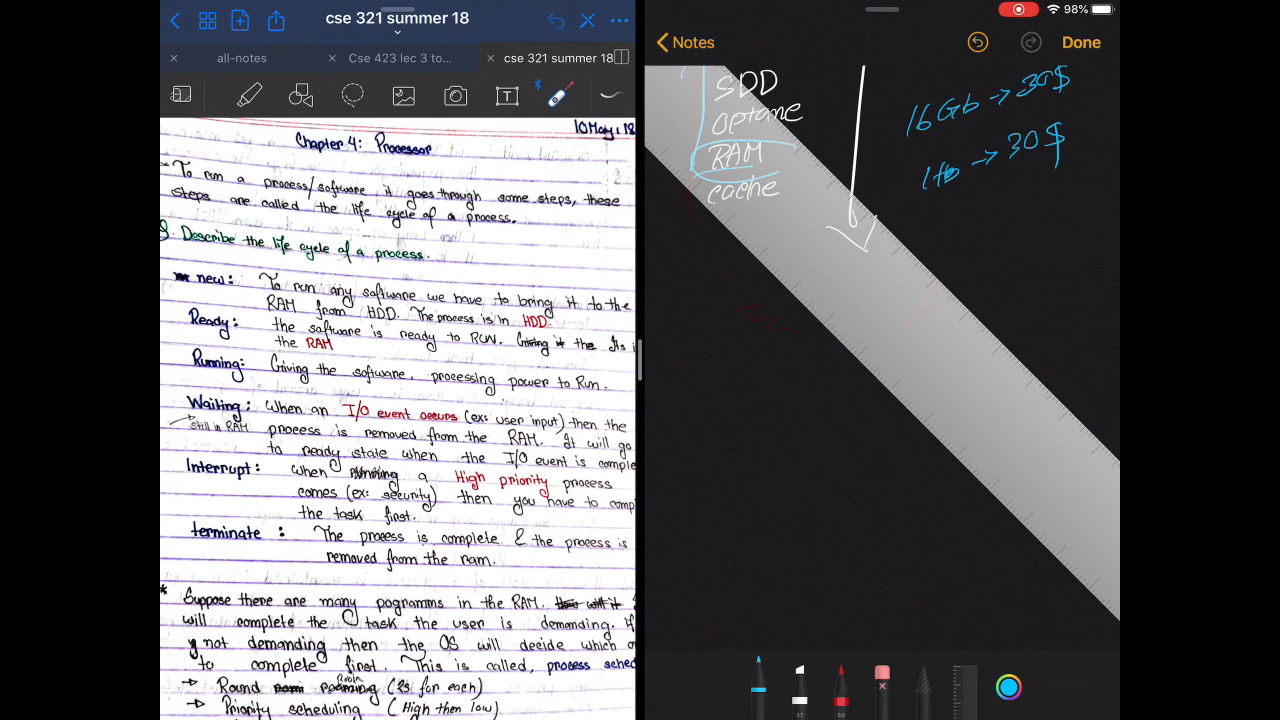 cse 321 summer 18
all-notes
Cse 423 lec 3 to...
cse 321 summer 18
10 May, 18
Chapter 4: Processor
To run a process/software it goes through some steps, these
steps are called the life cycle of a process.
Describe the life cycle of a process.
new: To run any software we have to bring it to the
RAM from HDD. The process is in HDD.
Ready: the software is ready to RUN. Its i
the RAM
Running: Giving the software, processing power to Run.
Waiting: When an I/O event occurs (ex: user input) then the
still in RAM process is removed from the RAM. It will go
to ready state when the I/O event is comple
Interrupt: when a High priority process
comes (ex: security) then you have to comp
the task first.
terminate: The process is complete & the process is
removed from the ram.
* Suppose there are many pogramms in the RAM.
will complete the task the user is demanding. if
not demanding then the OS will decide which
to complete first. This is called, process sched
→ Round Robin (for each)
→ Priority scheduling (High then low)
98%
Notes
Done
SDD
optane
RAM
cache
16 Gb → 30$
1tb → 30$
37
50